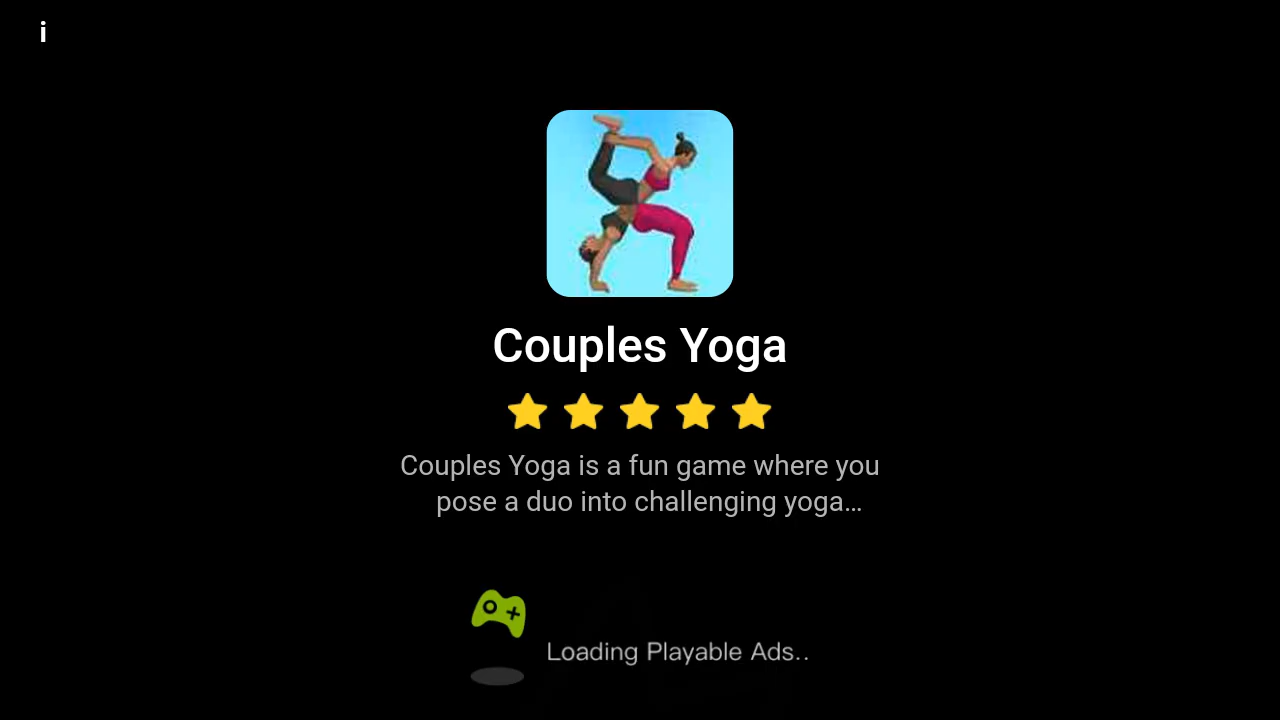 i
Couples Yoga
Couples Yoga is a fun game where you
pose a duo into challenging yoga…
Loading Playable Ads..